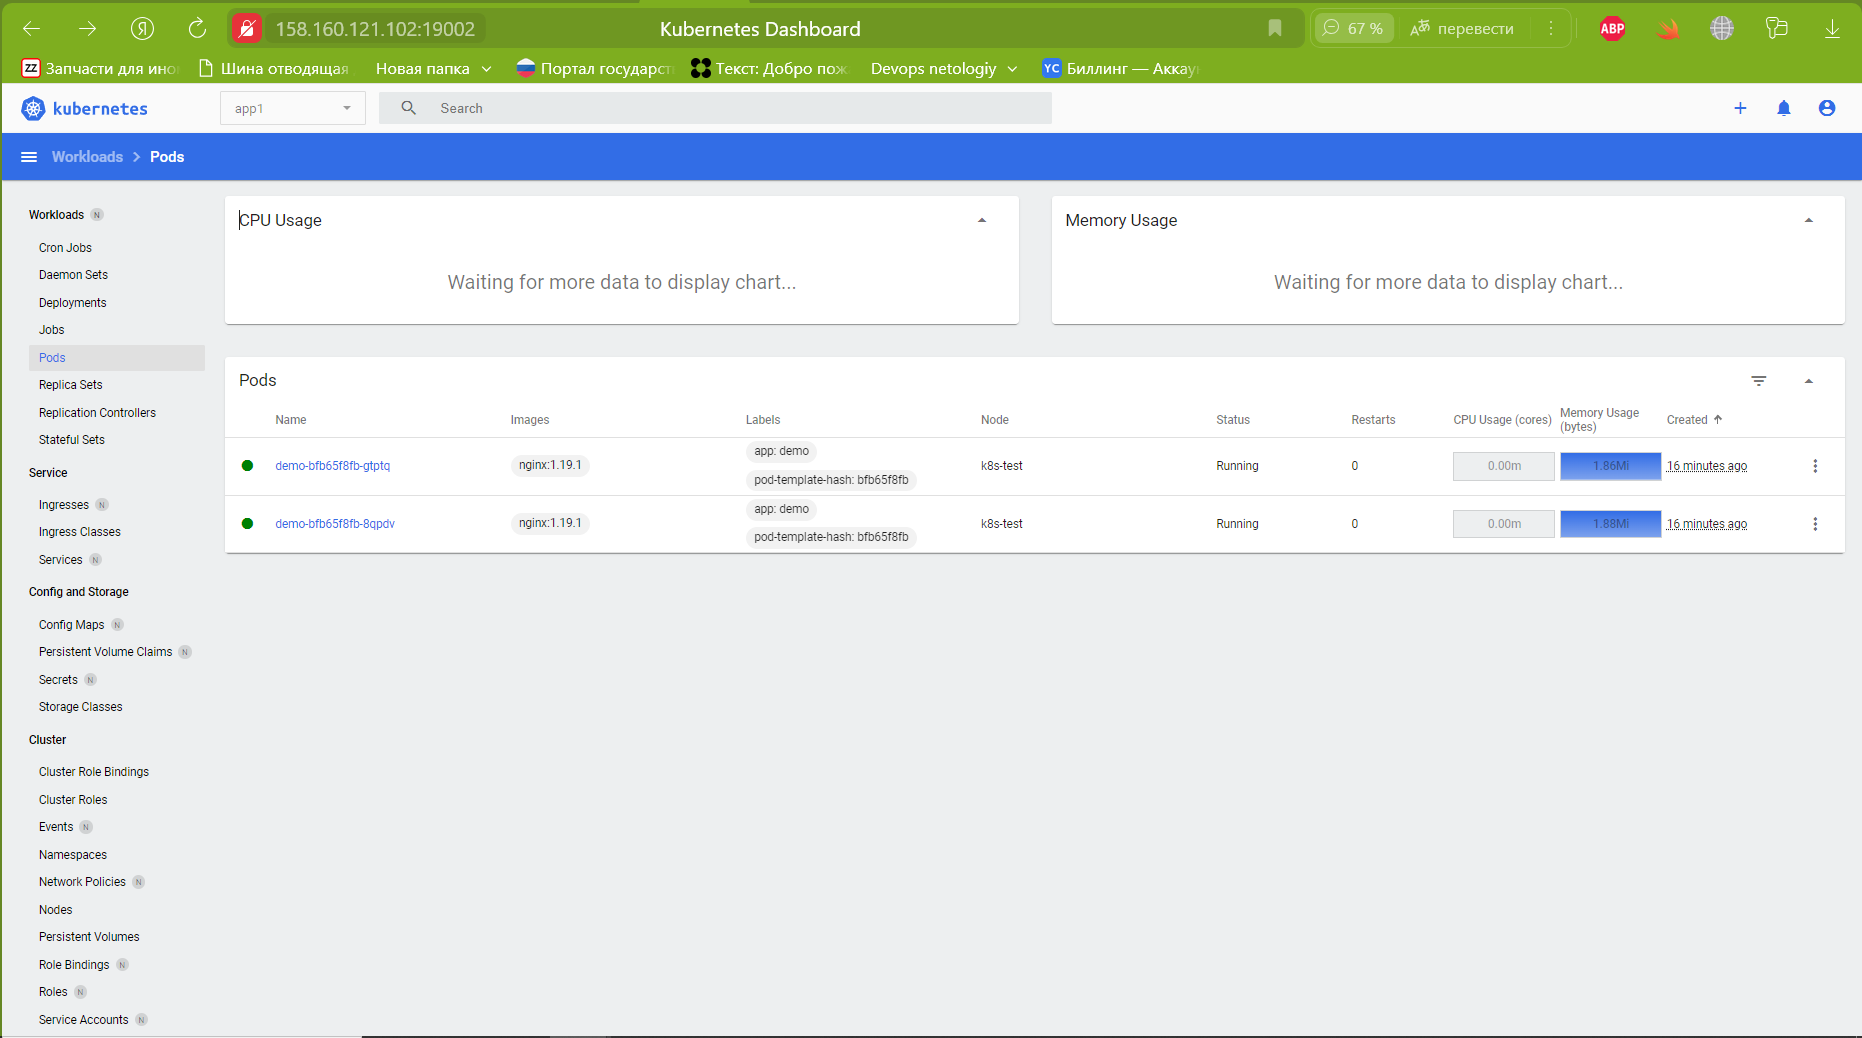 158.160.121.102:19002
Kubernetes Dashboard
67 %
перевести
ABP
ZZ Запчасти для ино
Шина отводящая
Новая папка
Портал государст
Текст: Добро пож
Devops netologiy
YC Биллинг — Аккау
kubernetes
app1
Search
Workloads > Pods
Workloads N
Cron Jobs
Daemon Sets
Deployments
Jobs
Pods
Replica Sets
Replication Controllers
Stateful Sets
Service
Ingresses N
Ingress Classes
Services N
Config and Storage
Config Maps N
Persistent Volume Claims N
Secrets N
Storage Classes
Cluster
Cluster Role Bindings
Cluster Roles
Events N
Namespaces
Network Policies N
Nodes
Persistent Volumes
Role Bindings N
Roles N
Service Accounts N
CPU Usage
Waiting for more data to display chart...
Memory Usage
Waiting for more data to display chart...
Pods
Name Images Labels Node Status Restarts CPU Usage (cores) Memory Usage (bytes) Created
demo-bfb65f8fb-gtptq nginx:1.19.1 app: demo k8s-test Running 0 0.00m 1.86Mi 16 minutes ago
pod-template-hash: bfb65f8fb
demo-bfb65f8fb-8qpdv nginx:1.19.1 app: demo k8s-test Running 0 0.00m 1.88Mi 16 minutes ago
pod-template-hash: bfb65f8fb